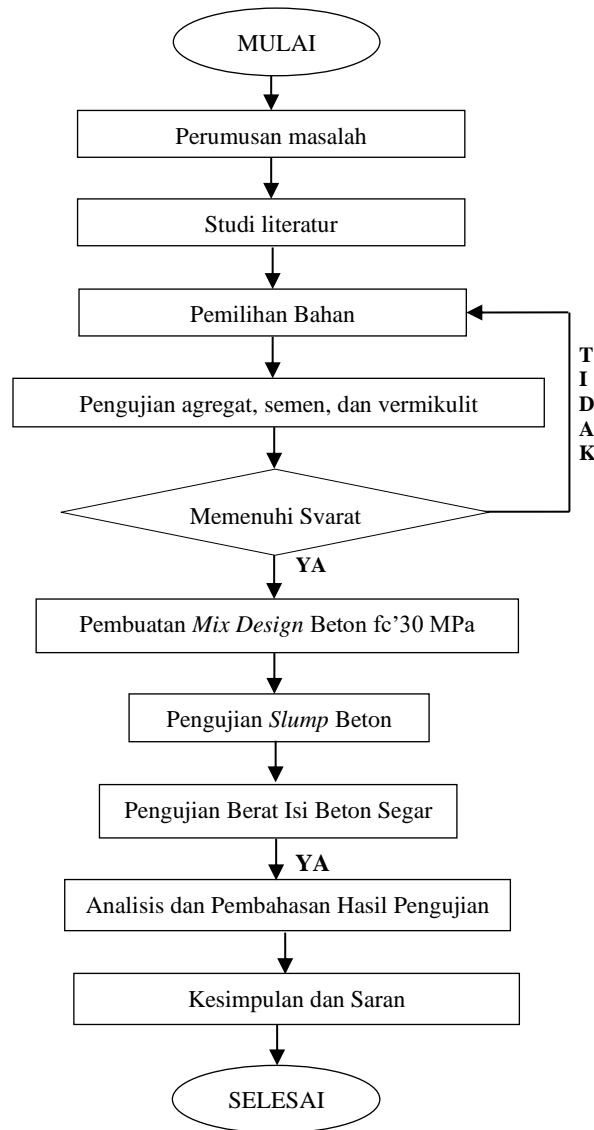 MULAI
Perumusan masalah
Studi literatur
Pemilihan Bahan
T
I
D
A
K
Pengujian agregat, semen, dan vermikulit
Memenuhi Svarat
YA
Pembuatan Mix Design Beton fc’30 MPa
Pengujian Slump Beton
Pengujian Berat Isi Beton Segar
YA
Analisis dan Pembahasan Hasil Pengujian
Kesimpulan dan Saran
SELESAI